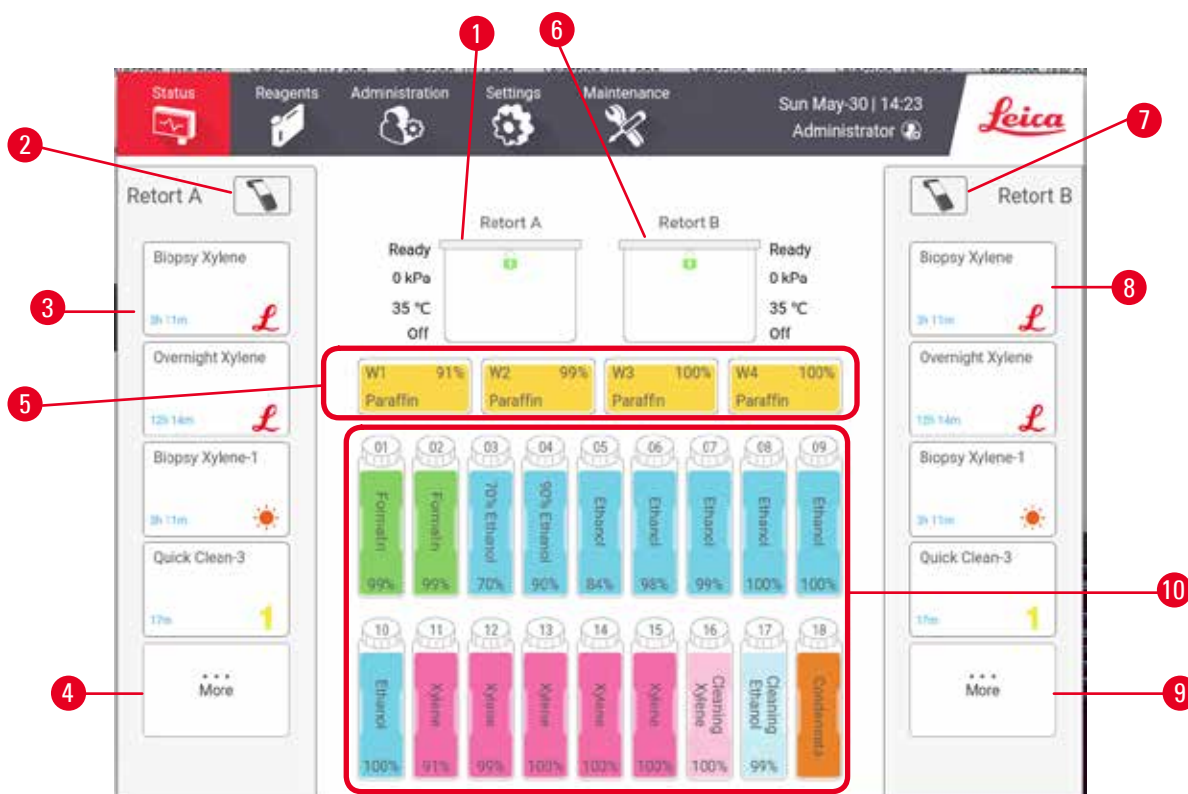 1
6
Status
Reagents
Administration
Settings
Maintenance
Sun May-30 | 14:23
Administrator
Leica
2
7
Retort A
Retort B
Retort A
Retort B
3
Biopsy Xylene
3h 11m
Overnight Xylene
12h 14m
Biopsy Xylene-1
3h 11m
Quick Clean-3
17m
1
4
... More
Ready
0 kPa
35 °C
Off
Ready
0 kPa
35 °C
Off
5
W1 91%
Paraffin
W2 99%
Paraffin
W3 100%
Paraffin
W4 100%
Paraffin
01 02 03 04 05 06 07 08 09
Formalin
Formalin
70% Ethanol
90% Ethanol
Ethanol
Ethanol
Ethanol
Ethanol
Ethanol
99% 99% 70% 90% 84% 98% 99% 100% 100%
10 11 12 13 14 15 16 17 18
Ethanol
Xylene
Xylene
Xylene
Xylene
Xylene
Cleaning Xylene
Cleaning Ethanol
Condensate
100% 91% 99% 100% 100% 100% 100% 99%
Biopsy Xylene
3h 11m
8
Overnight Xylene
12h 14m
Biopsy Xylene-1
3h 11m
Quick Clean-3
17m
1
10
... More
9